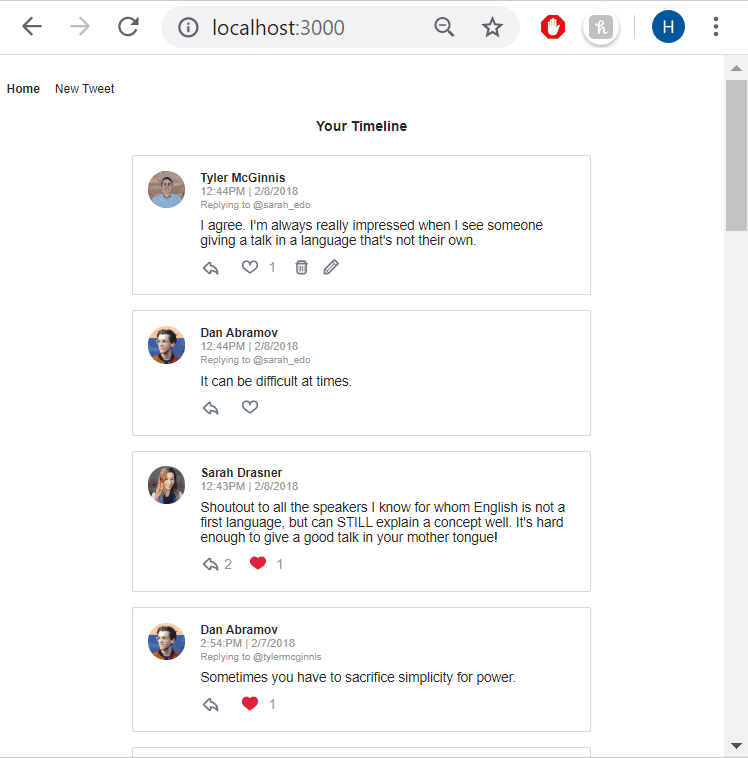 localhost:3000
H
Home New Tweet
Your Timeline
Tyler McGinnis
12:44PM | 2/8/2018
Replying to @sarah_edo
I agree. I'm always really impressed when I see someone
giving a talk in a language that's not their own.
1
Dan Abramov
12:44PM | 2/8/2018
Replying to @sarah_edo
It can be difficult at times.
Sarah Drasner
12:43PM | 2/8/2018
Shoutout to all the speakers I know for whom English is not a
first language, but can STILL explain a concept well. It's hard
enough to give a good talk in your mother tongue!
2 1
Dan Abramov
2:54:PM | 2/7/2018
Replying to @tylermcginnis
Sometimes you have to sacrifice simplicity for power.
1